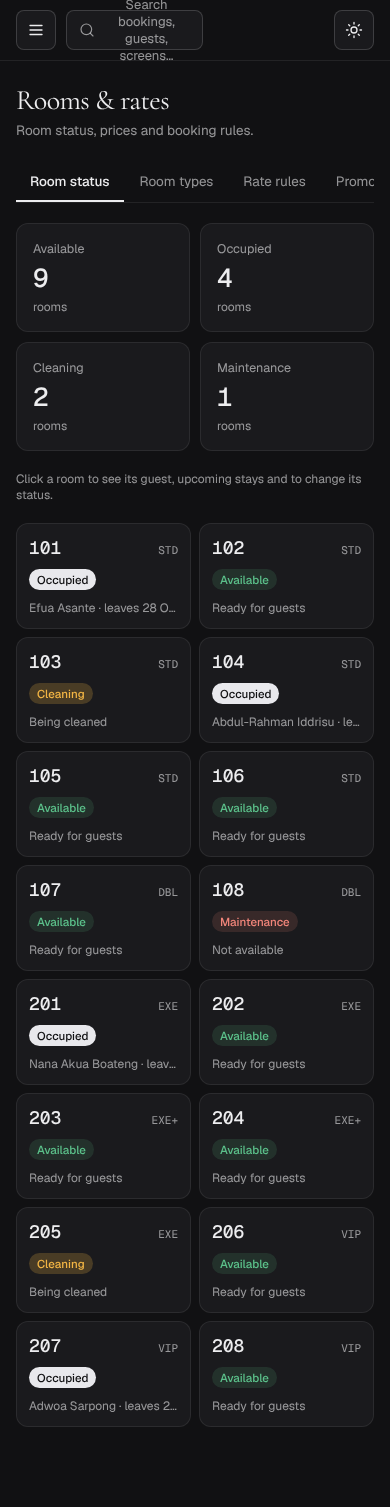 Search
bookings,
guests,
screens...
Rooms & rates
Room status, prices and booking rules.
Room status Room types Rate rules Promo
Available Occupied
9 4
rooms rooms
Cleaning Maintenance
2 1
rooms rooms
Click a room to see its guest, upcoming stays and to change its
status.
101 STD 102 STD
Occupied Available
Efua Asante · leaves 28 O... Ready for guests
103 STD 104 STD
Cleaning Occupied
Being cleaned Abdul-Rahman Iddrisu · le...
105 STD 106 STD
Available Available
Ready for guests Ready for guests
107 DBL 108 DBL
Available Maintenance
Ready for guests Not available
201 EXE 202 EXE
Occupied Available
Nana Akua Boateng · leav... Ready for guests
203 EXE+ 204 EXE+
Available Available
Ready for guests Ready for guests
205 EXE 206 VIP
Cleaning Available
Being cleaned Ready for guests
207 VIP 208 VIP
Occupied Available
Adwoa Sarpong · leaves 2... Ready for guests